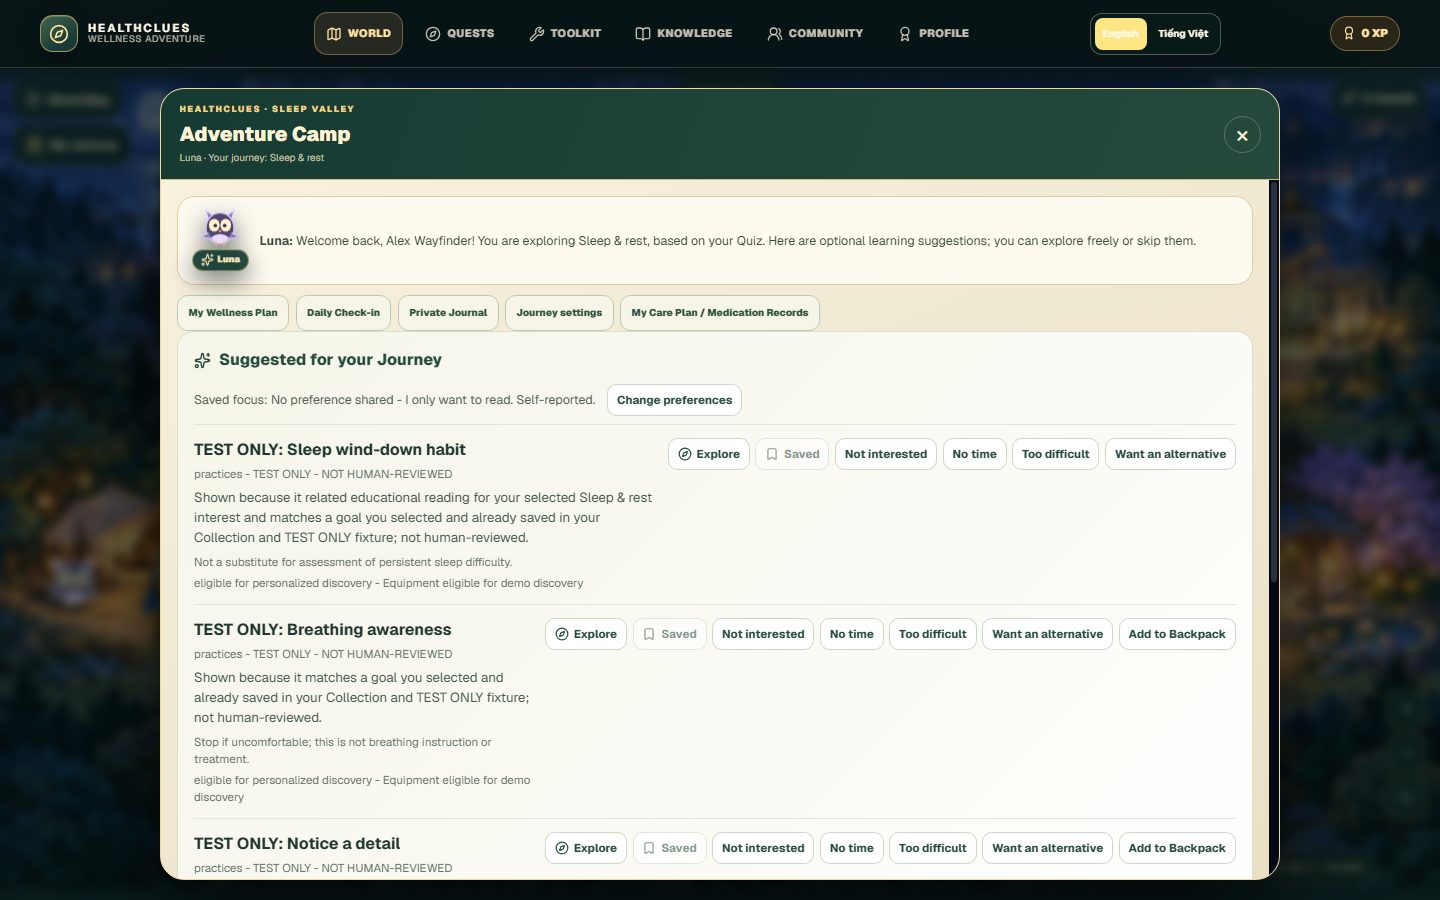 HEALTHCLUES
WELLNESS ADVENTURE
WORLD
QUESTS
TOOLKIT
KNOWLEDGE
COMMUNITY
PROFILE
English
Tiếng Việt
0 XP
HEALTHCLUES · SLEEP VALLEY
Adventure Camp
Luna · Your journey: Sleep & rest
Luna
Luna: Welcome back, Alex Wayfinder! You are exploring Sleep & rest, based on your Quiz. Here are optional learning suggestions; you can explore freely or skip them.
My Wellness Plan
Daily Check-in
Private Journal
Journey settings
My Care Plan / Medication Records
Suggested for your Journey
Saved focus: No preference shared - I only want to read. Self-reported.
Change preferences
TEST ONLY: Sleep wind-down habit
Explore
Saved
Not interested
No time
Too difficult
Want an alternative
practices - TEST ONLY - NOT HUMAN-REVIEWED
Shown because it related educational reading for your selected Sleep & rest
interest and matches a goal you selected and already saved in your
Collection and TEST ONLY fixture; not human-reviewed.
Not a substitute for assessment of persistent sleep difficulty.
eligible for personalized discovery - Equipment eligible for demo discovery
TEST ONLY: Breathing awareness
Explore
Saved
Not interested
No time
Too difficult
Want an alternative
Add to Backpack
practices - TEST ONLY - NOT HUMAN-REVIEWED
Shown because it matches a goal you selected and
already saved in your Collection and TEST ONLY fixture;
not human-reviewed.
Stop if uncomfortable; this is not breathing instruction or
treatment.
eligible for personalized discovery - Equipment eligible for demo
discovery
TEST ONLY: Notice a detail
Explore
Saved
Not interested
No time
Too difficult
Want an alternative
Add to Backpack
practices - TEST ONLY - NOT HUMAN-REVIEWED